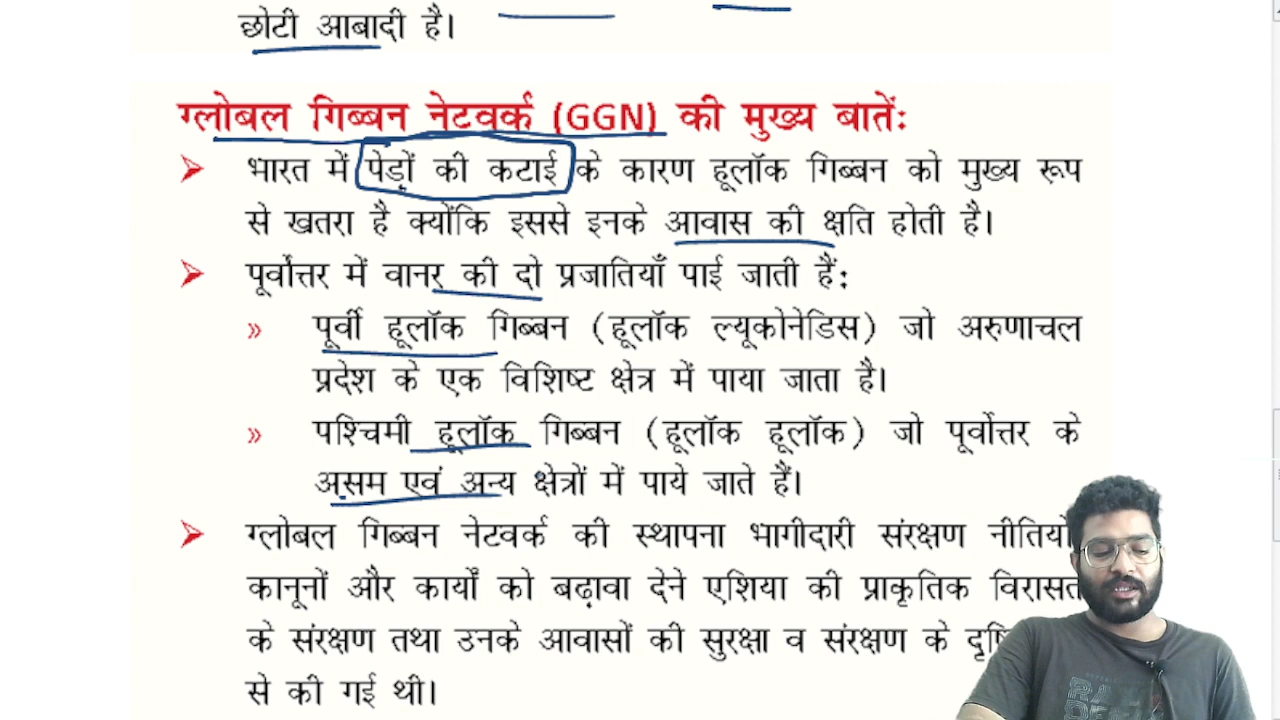 छोटी आबादी है।
ग्लोबल गिब्बन नेटवर्क (GGN) की मुख्य बातें:
भारत में पेड़ों की कटाई के कारण हूलॉक गिब्बन को मुख्य रूप
से खतरा है क्योंकि इससे इनके आवास की क्षति होती है।
पूर्वोत्तर में वानर की दो प्रजातियाँ पाई जाती हैं:
» पूर्वी हूलॉक गिब्बन (हूलॉक ल्यूकोनेडिस) जो अरुणाचल
प्रदेश के एक विशिष्ट क्षेत्र में पाया जाता है।
» पश्चिमी हूलॉक गिब्बन (हूलॉक हूलॉक) जो पूर्वोत्तर के
असम एवं अन्य क्षेत्रों में पाये जाते हैं।
ग्लोबल गिब्बन नेटवर्क की स्थापना भागीदारी संरक्षण
कानूनों और कार्यों को बढ़ावा देने एशिया की प्राकृतिक विरासत
के संरक्षण तथा उनके आवासों की सुरक्षा व संरक्षण के
से की गई थी।